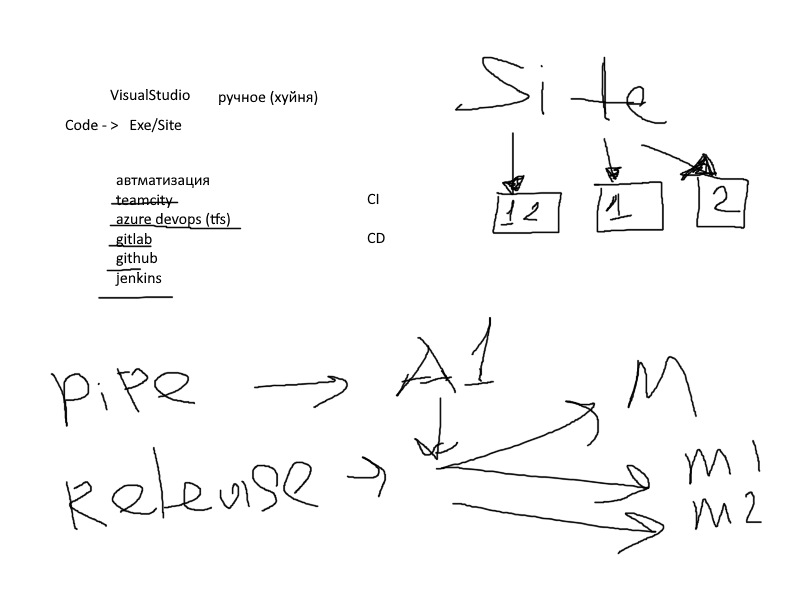 VisualStudio ручное (хуйня)
Code - > Exe/Site
Site
12 1 2
автматизация
teamcity CI
azure devops (tfs)
gitlab CD
github
jenkins
pipe A1 M
Release m1
m2